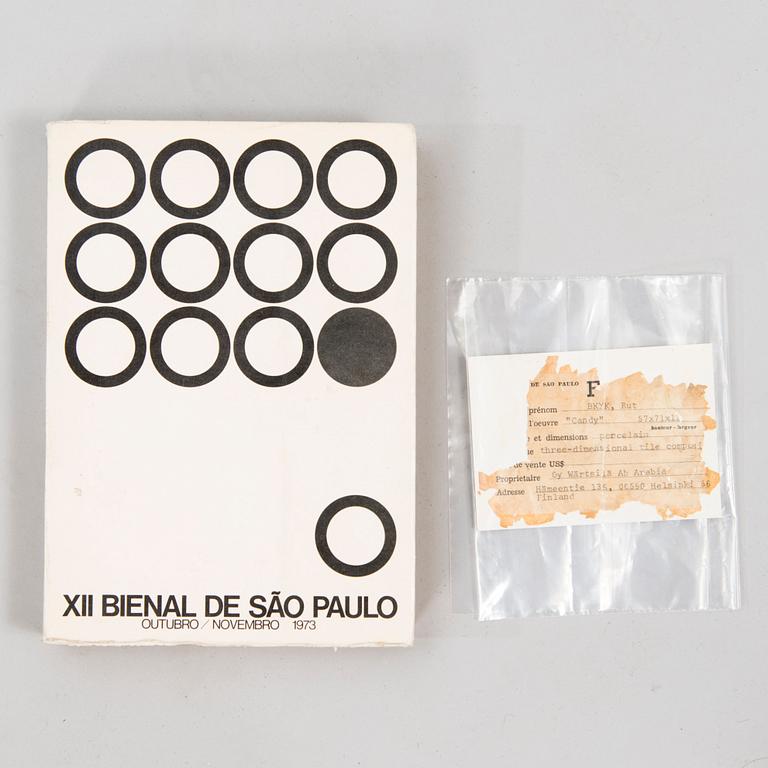 XII BIENAL DE SÃO PAULO
OUTUBRO / NOVEMBRO 1973
DE SÃO PAULO F
prénom BKYK, Rut
l'oeuvre "Candy" 57x71x12
hauteur-largeur
et dimensions porcelain
three-dimensional tile composi
de vente US$
Proprietaire Oy Wärtsilä Ab Arabia
Adresse Hämeentie 135, 00550 Helsinki 56
Finland